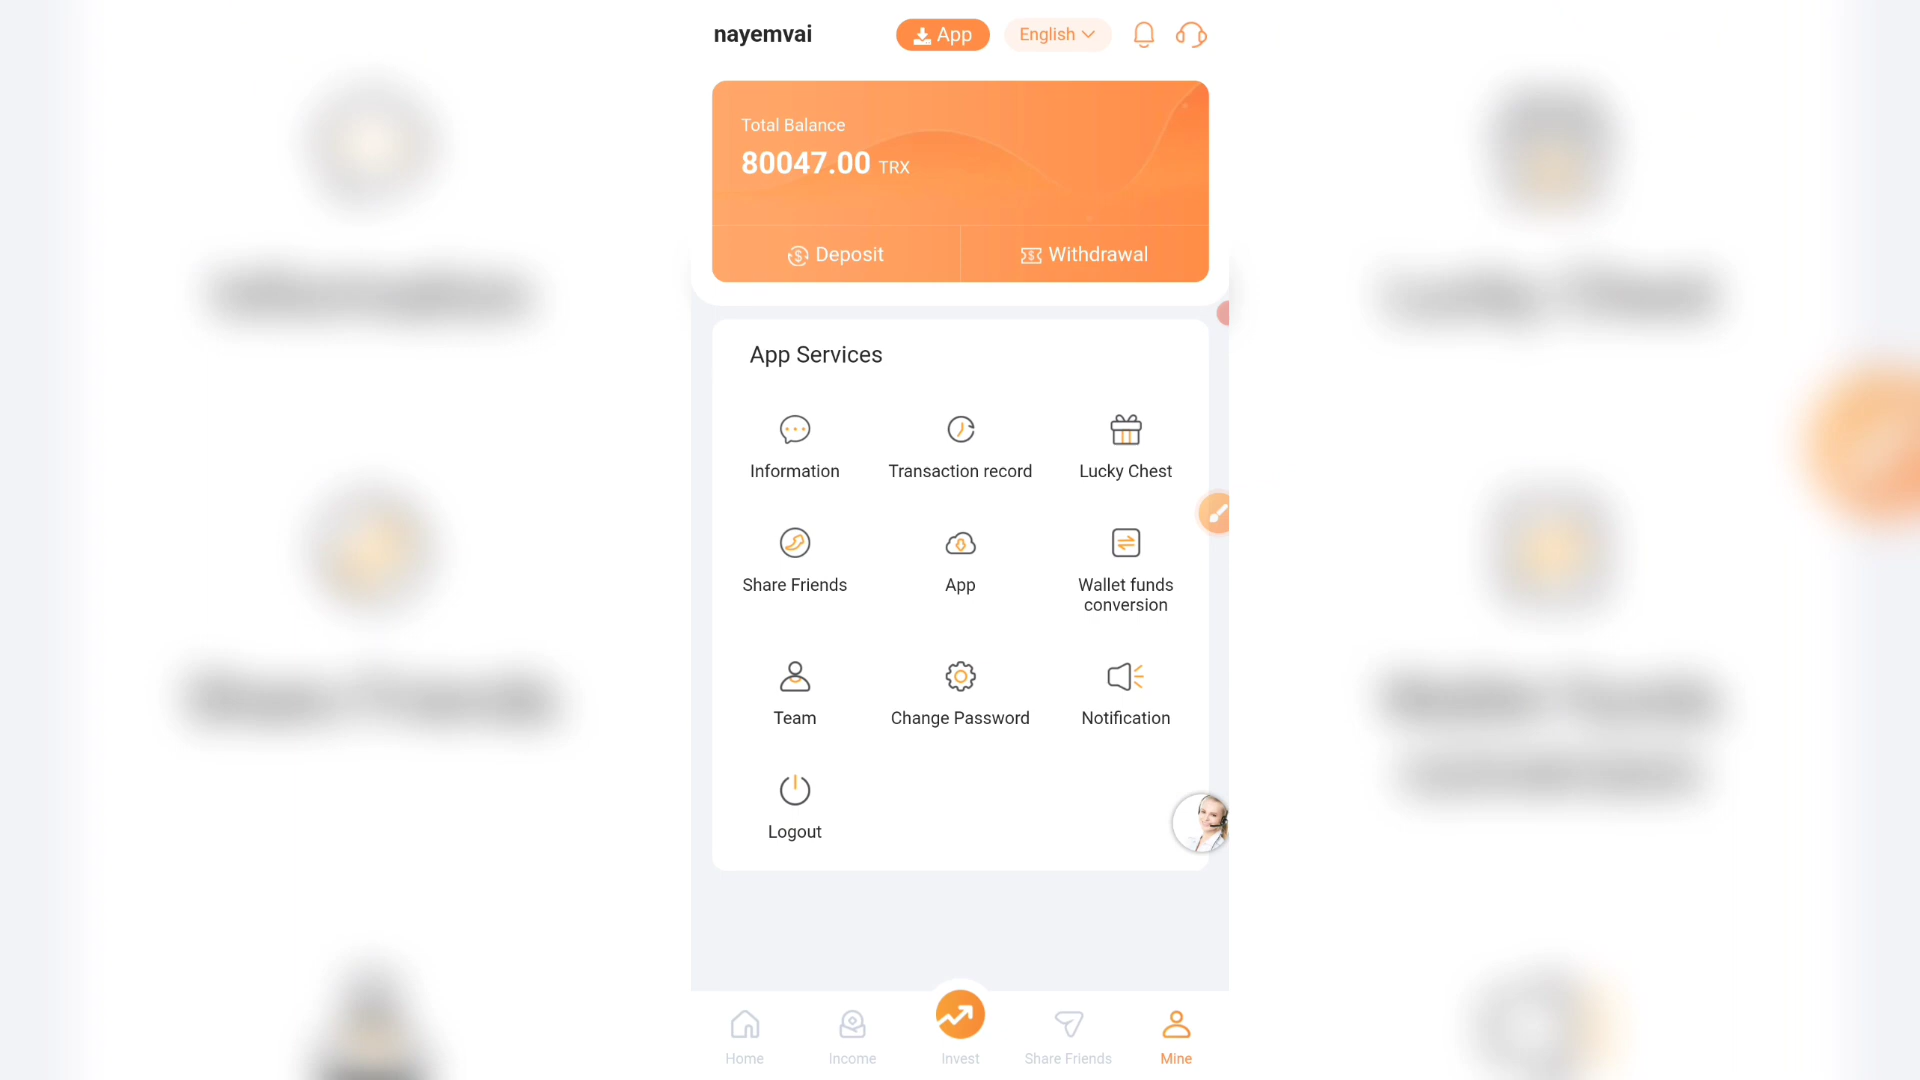 nayemvai
App
English
Total Balance
80047.00 TRX
Deposit
Withdrawal
App Services
Information
Transaction record
Lucky Chest
Share Friends
App
Wallet funds
conversion
Team
Change Password
Notification
Logout
Home
Income
Invest
Share Friends
Mine